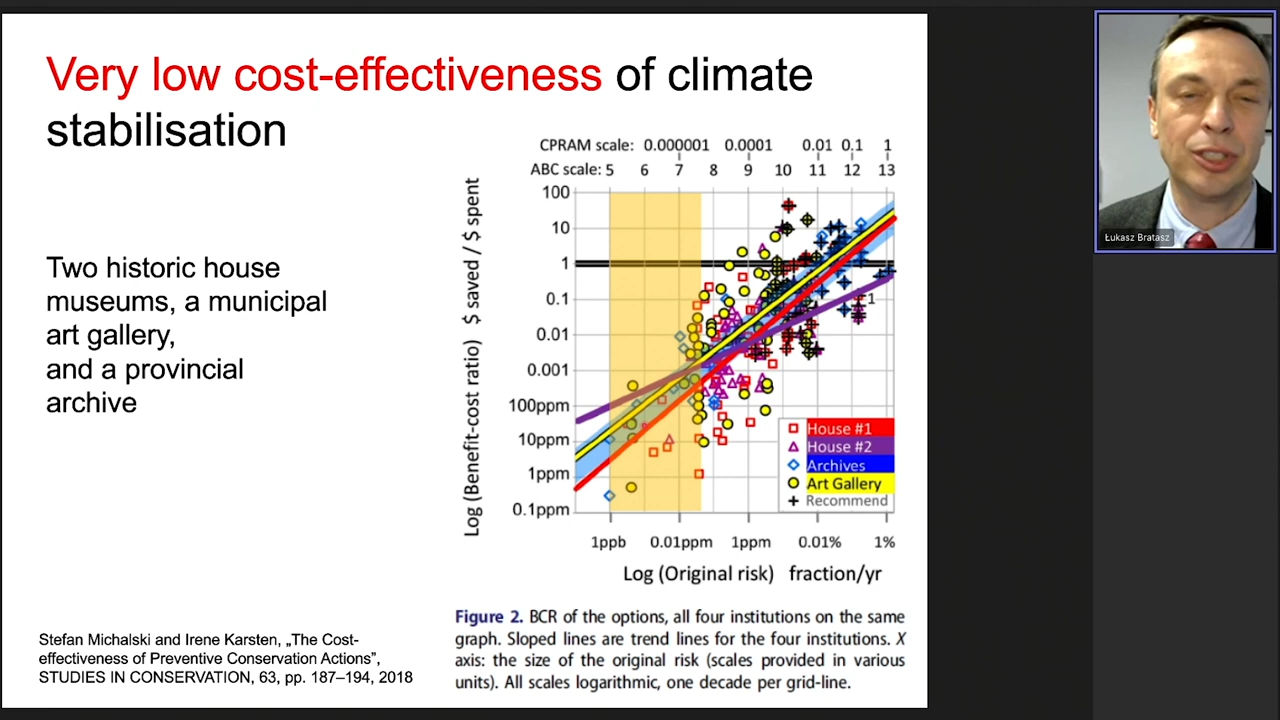 Very low cost-effectiveness of climate
stabilisation
Two historic house
museums, a municipal
art gallery,
and a provincial
archive
Stefan Michalski and Irene Karsten, „The Cost-
effectiveness of Preventive Conservation Actions”,
STUDIES IN CONSERVATION, 63, pp. 187–194, 2018
CPRAM scale: 0.000001 0.0001 0.01 0.1 1
ABC scale: 5 6 7 8 9 10 11 12 13
Log (Benefit-cost ratio) $ saved / $ spent
100
10
1
0.1
0.01
0.001
100ppm
10ppm
1ppm
0.1ppm
1
House #1
House #2
Archives
Art Gallery
Recommend
1ppb 0.01ppm 1ppm 0.01% 1%
Log (Original risk) fraction/yr
Figure 2. BCR of the options, all four institutions on the same
graph. Sloped lines are trend lines for the four institutions. X
axis: the size of the original risk (scales provided in various
units). All scales logarithmic, one decade per grid-line.
Łukasz Bratasz